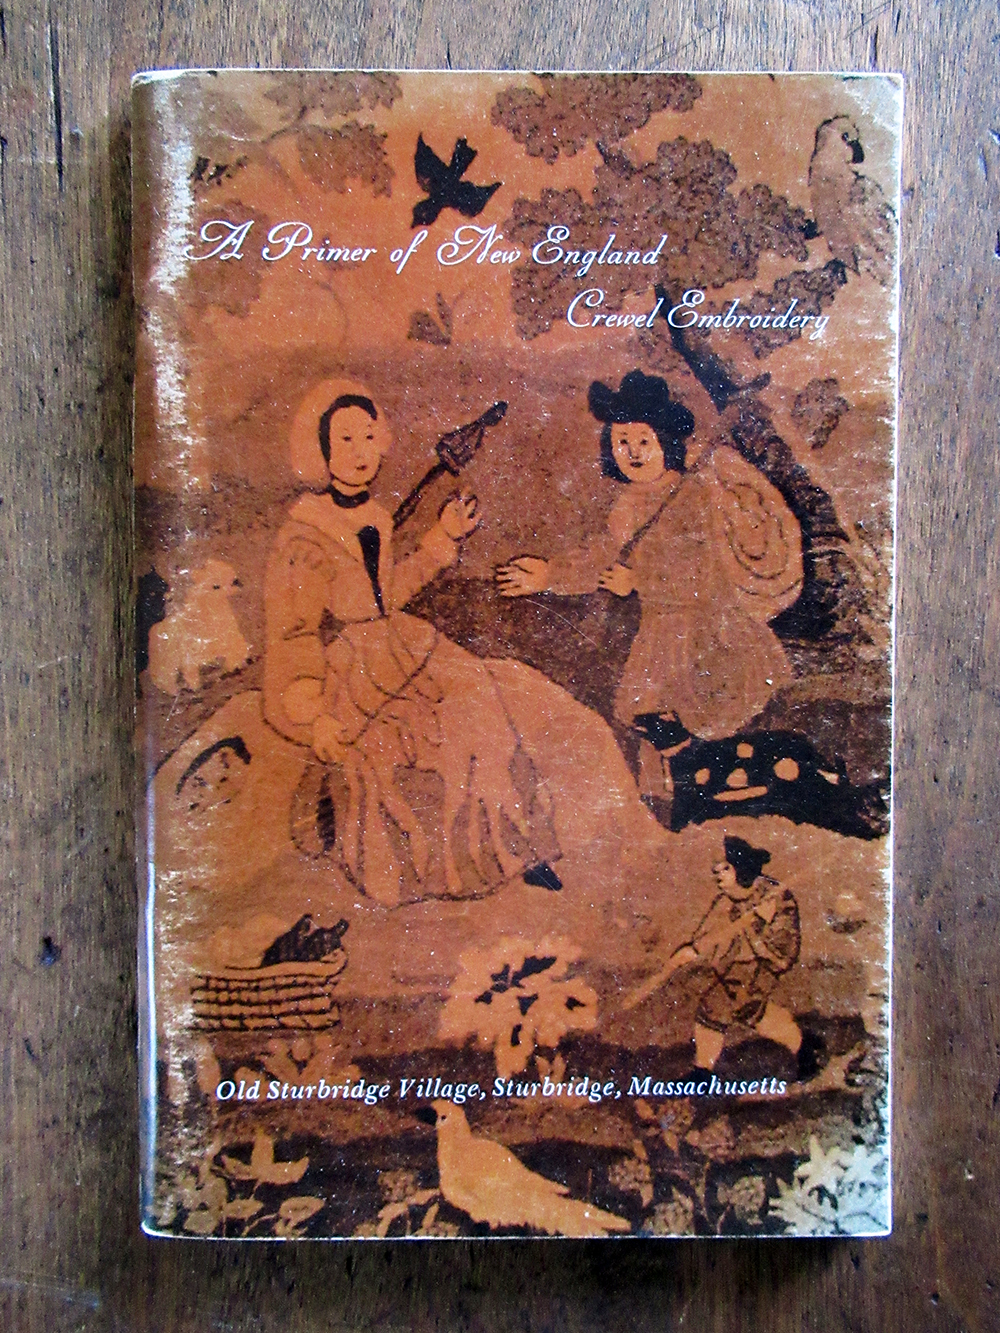 A Primer of New England
Crewel Embroidery
Old Sturbridge Village, Sturbridge, Massachusetts